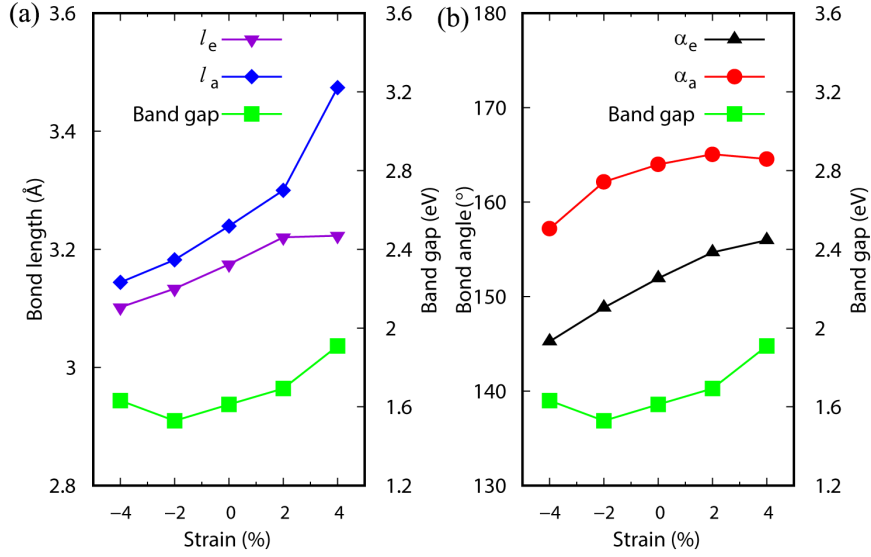 (a)
3.6
3.4
3.2
3
2.8
Bond length (Å)
l e
l a
Band gap
3.6
3.2
2.8
2.4
2
1.6
1.2
Band gap (eV)
−4 −2 0 2 4
Strain (%)
(b)
180
170
160
150
140
130
Bond angle(°)
αe
αa
Band gap
3.6
3.2
2.8
2.4
2
1.6
1.2
Band gap (eV)
−4 −2 0 2 4
Strain (%)